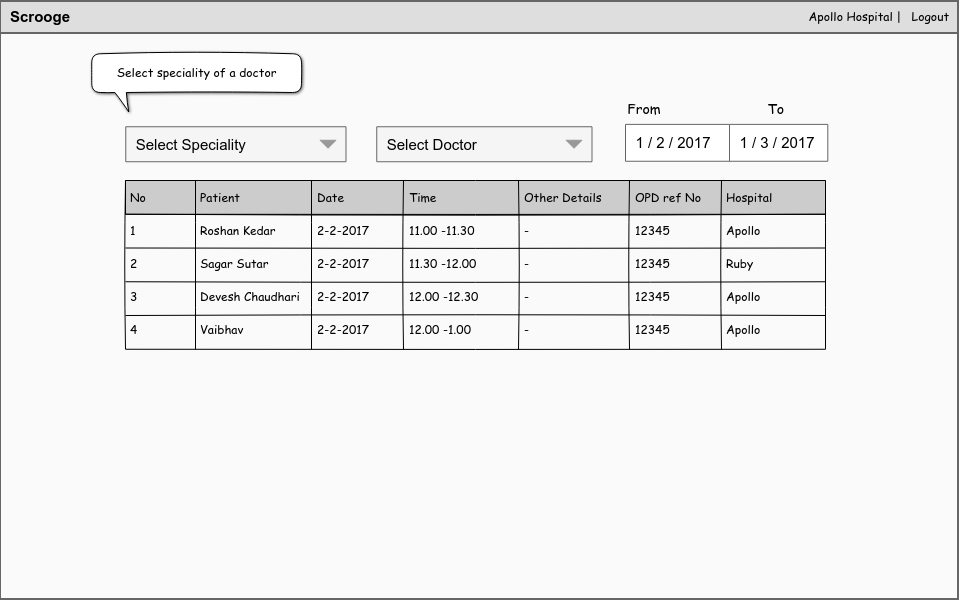 Scrooge
Apollo Hospital | Logout
Select speciality of a doctor
From To
Select Speciality Select Doctor 1 / 2 / 2017 1 / 3 / 2017
No Patient Date Time Other Details OPD ref No Hospital
1 Roshan Kedar 2-2-2017 11.00 -11.30 - 12345 Apollo
2 Sagar Sutar 2-2-2017 11.30 -12.00 - 12345 Ruby
3 Devesh Chaudhari 2-2-2017 12.00 -12.30 - 12345 Apollo
4 Vaibhav 2-2-2017 12.00 -1.00 - 12345 Apollo